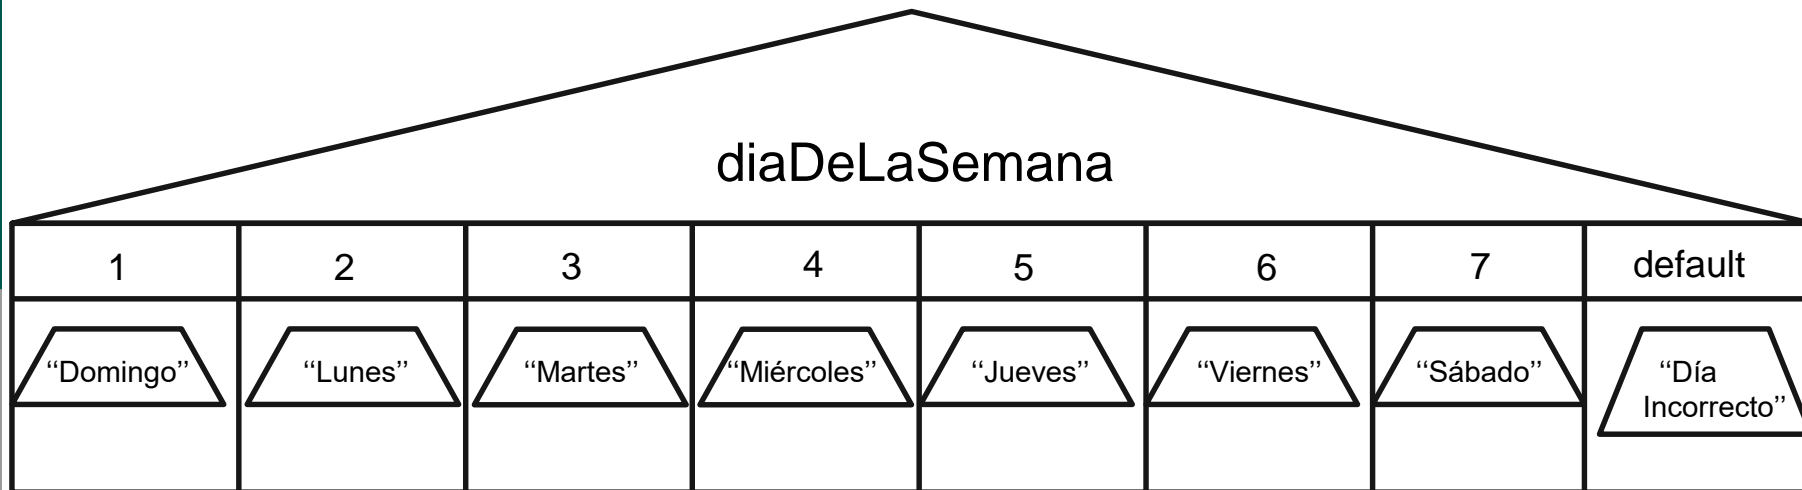 diaDeLaSemana
1 2 3 4 5 6 7 default
‘‘Domingo’’ ‘‘Lunes’’ ‘‘Martes’’ ‘‘Miércoles’’ ‘‘Jueves’’ ‘‘Viernes’’ ‘‘Sábado’’ ‘‘Día
Incorrecto’’